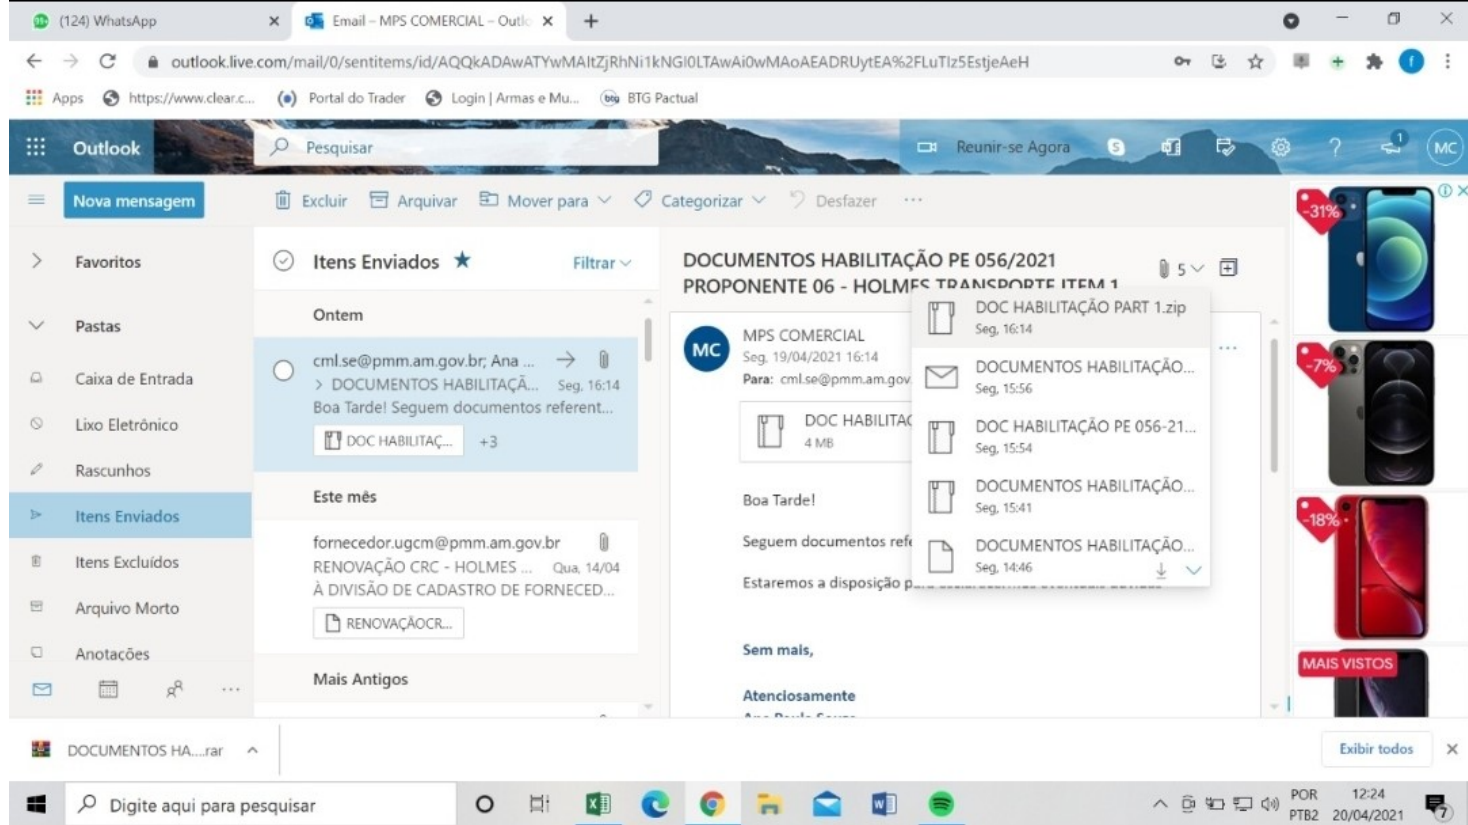 (124) WhatsApp
Email – MPS COMERCIAL – Outlo
outlook.live.com/mail/0/sentitems/id/AQQkADAwATYwMAItZjRhNi1kNGI0LTAwAi0wMAoAEADRUytEA%2FLuTlz5EstjeAeH
Apps https://www.clear.c... Portal do Trader Login | Armas e Mu... btg BTG Pactual
Outlook Pesquisar Reunir-se Agora 1 MC
Nova mensagem Excluir Arquivar Mover para Categorizar Desfazer ...
Favoritos
Pastas
Caixa de Entrada
Lixo Eletrônico
Rascunhos
Itens Enviados
Itens Excluídos
Arquivo Morto
Anotações
Itens Enviados Filtrar
Ontem
cml.se@pmm.am.gov.br; Ana ...
> DOCUMENTOS HABILITAÇÃ... Seg, 16:14
Boa Tarde! Seguem documentos referent...
DOC HABILITAÇ... +3
Este mês
fornecedor.ugcm@pmm.am.gov.br
RENOVAÇÃO CRC - HOLMES ... Qua, 14/04
À DIVISÃO DE CADASTRO DE FORNECED...
RENOVAÇÃOCR...
Mais Antigos
DOCUMENTOS HABILITAÇÃO PE 056/2021
PROPONENTE 06 - HOLMES TRANSPORTE ITEM 1
5
MC MPS COMERCIAL
Seg, 19/04/2021 16:14
Para: cml.se@pmm.am.gov.
DOC HABILITAÇ
4 MB
Boa Tarde!
Seguem documentos refe
Estaremos a disposição
Sem mais,
Atenciosamente
DOC HABILITAÇÃO PART 1.zip
Seg, 16:14
DOCUMENTOS HABILITAÇÃO...
Seg, 15:56
DOC HABILITAÇÃO PE 056-21...
Seg, 15:54
DOCUMENTOS HABILITAÇÃO...
Seg, 15:41
DOCUMENTOS HABILITAÇÃO...
Seg, 14:46
-31%
-7%
-18%
MAIS VISTOS
DOCUMENTOS HA....rar
Exibir todos
Digite aqui para pesquisar
POR 12:24
PTB2 20/04/2021
7